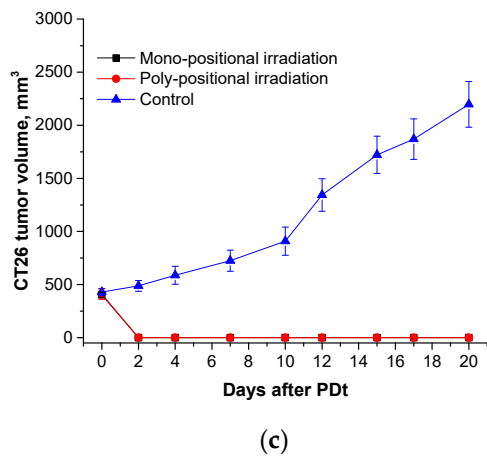 3000
Mono-positional irradiation
Poly-positional irradiation
Control
2500
2000
1500
1000
500
0
CT26 tumor volume, mm³
0 2 4 6 8 10 12 14 16 18 20
Days after PDt
(c)